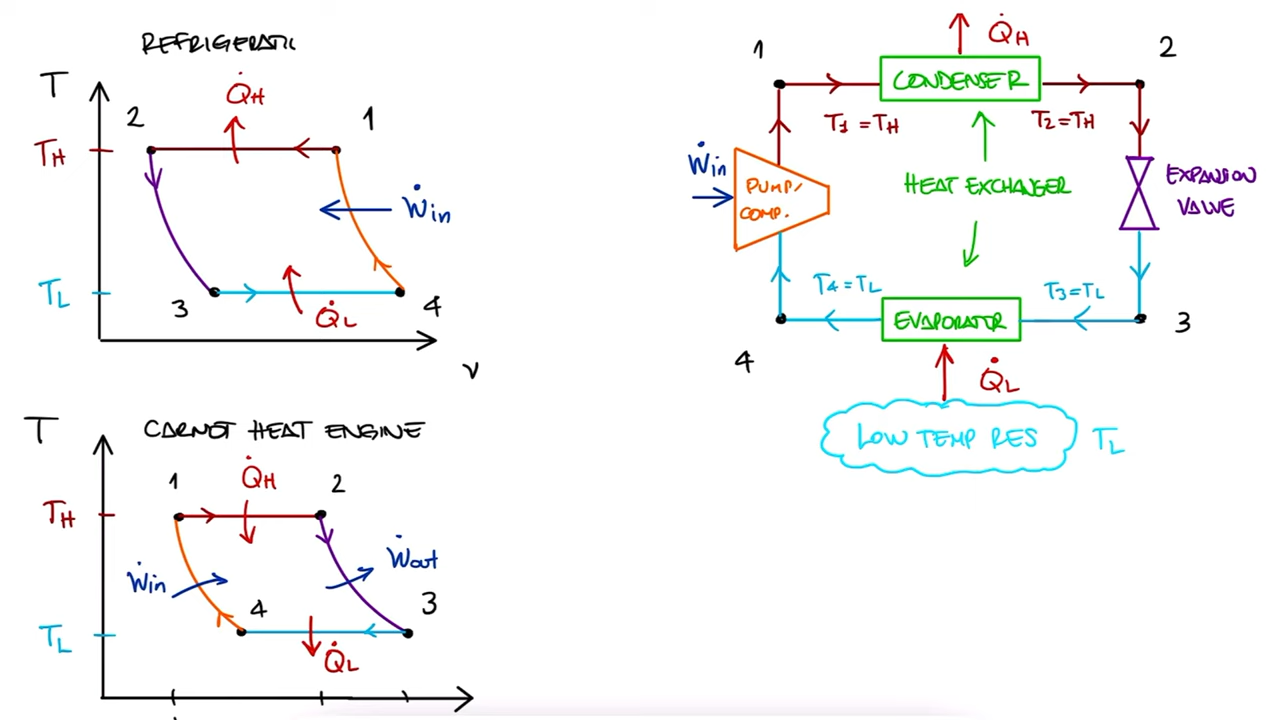 REFRIGERATI
T
Q̇H
2
1
TH
Ẇin
TL
3
Q̇L
4
v
T
CARNOT HEAT ENGINE
1
Q̇H
2
TH
Ẇin
Ẇout
4
3
TL
Q̇L
Q̇H
1
2
CONDENSER
T1 = TH
T2 = TH
Ẇin
PUMP/
COMP.
HEAT EXCHANGER
EXPANSION
VALVE
T4 = TL
T3 = TL
EVAPORATOR
3
4
Q̇L
LOW TEMP RES
TL